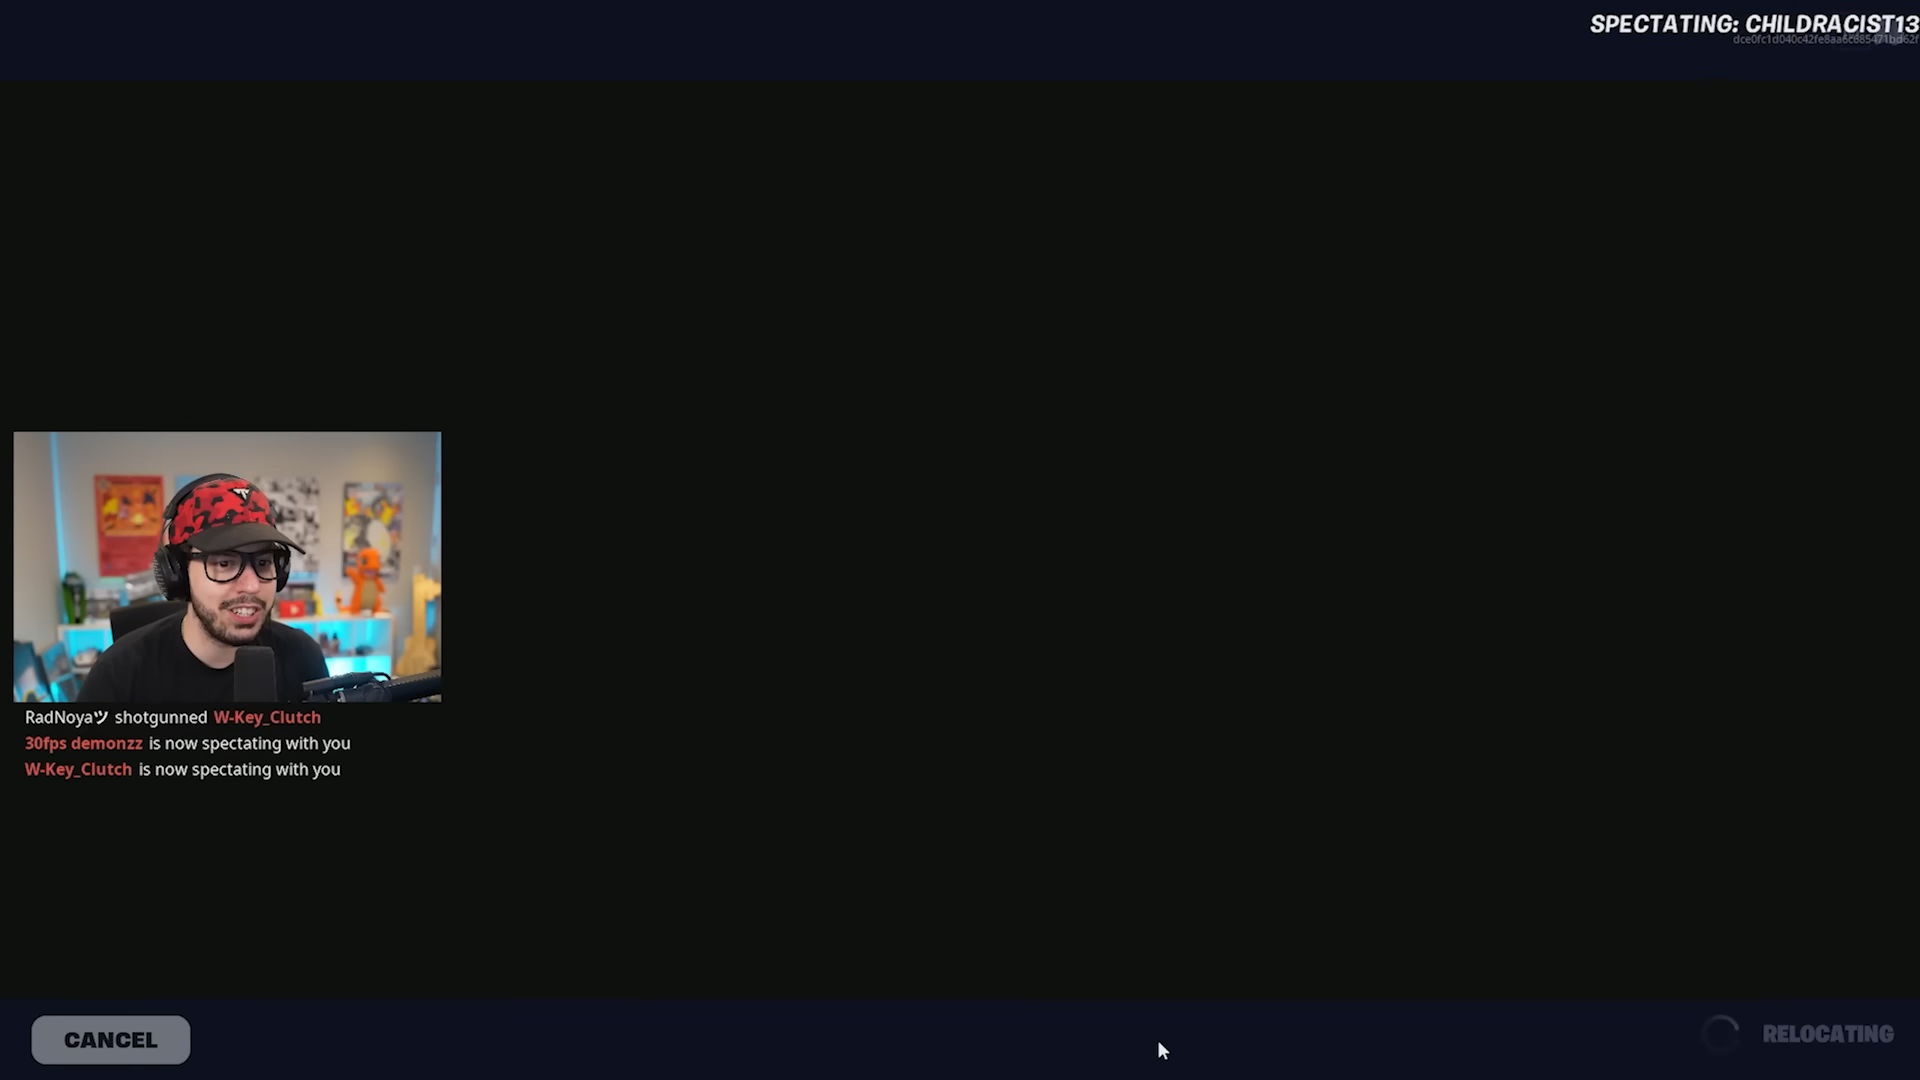 SPECTATING: CHILDRACIST13
RadNoyaツ shotgunned W-Key_Clutch
30fps demonzz is now spectating with you
W-Key_Clutch is now spectating with you
CANCEL
RELOCATING